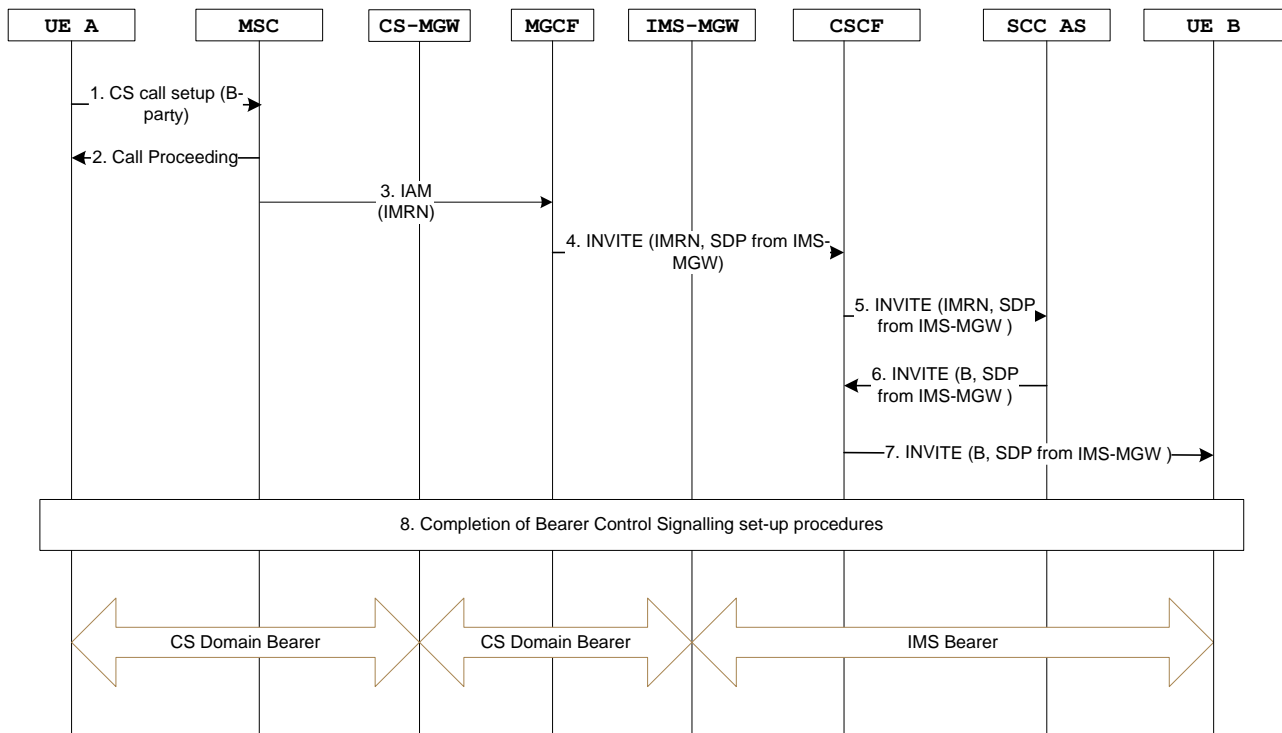 UE A
MSC
CS-MGW
MGCF
IMS-MGW
CSCF
SCC AS
UE B
1. CS call setup (B-
party)
2. Call Proceeding
3. IAM
(IMRN)
4. INVITE (IMRN, SDP from IMS-
MGW)
5. INVITE (IMRN, SDP
from IMS-MGW )
6. INVITE (B, SDP
from IMS-MGW )
7. INVITE (B, SDP from IMS-MGW )
8. Completion of Bearer Control Signalling set-up procedures
CS Domain Bearer
CS Domain Bearer
IMS Bearer